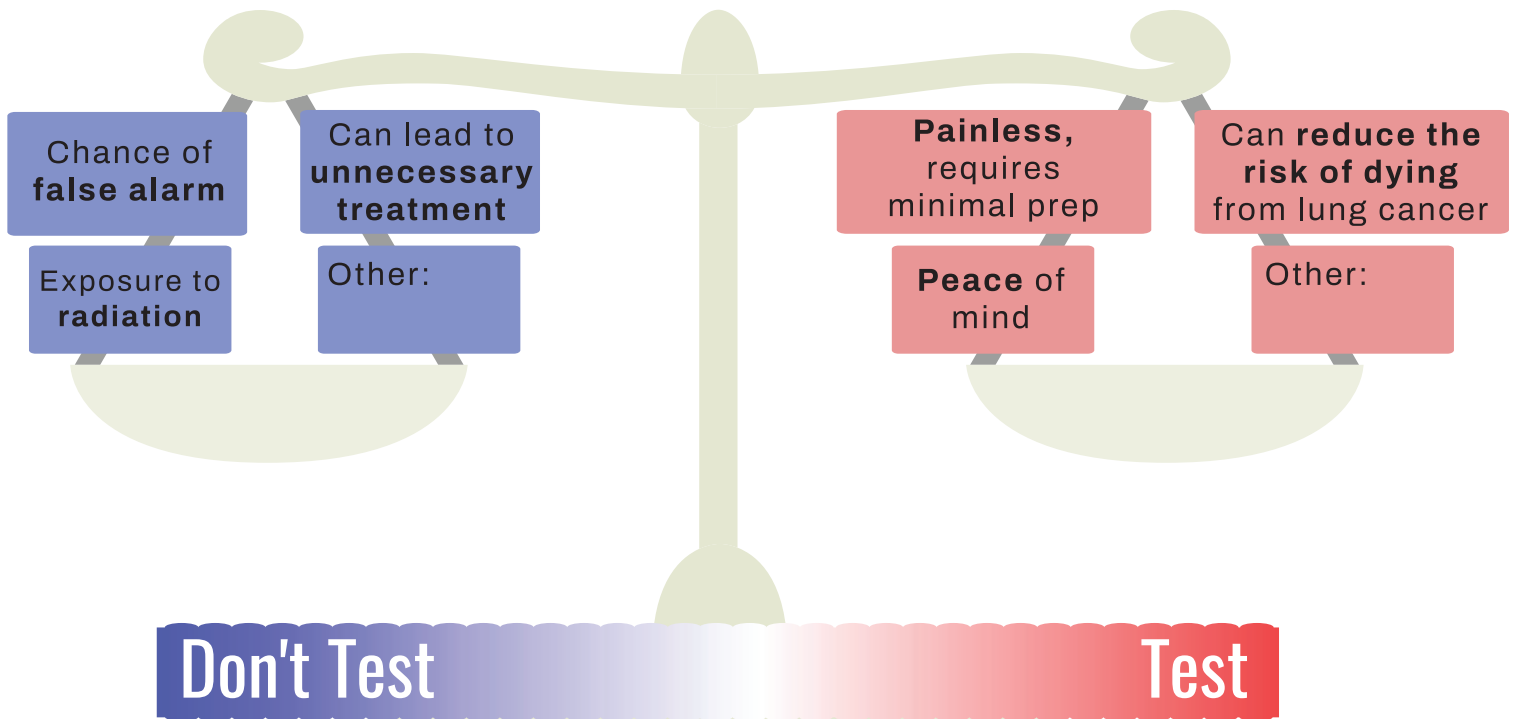 Chance of
false alarm
Can lead to
unnecessary
treatment
Exposure to
radiation
Other:
Painless,
requires
minimal prep
Can reduce the
risk of dying
from lung cancer
Peace of
mind
Other:
Don't Test
Test